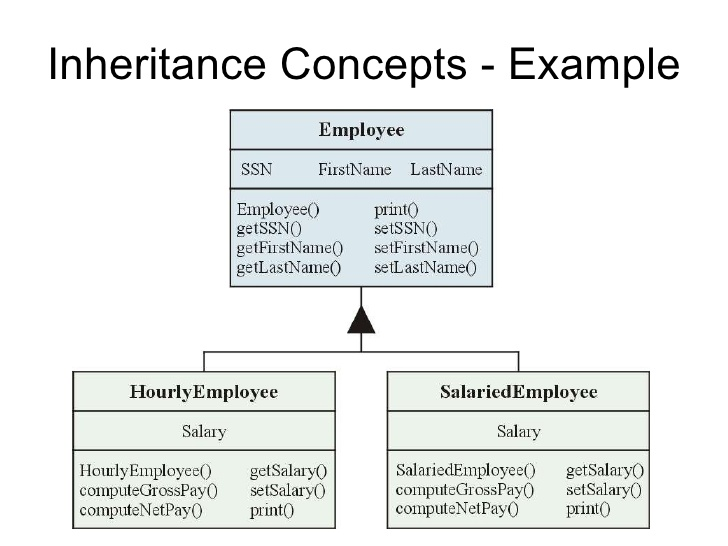 Inheritance Concepts - Example
Employee
SSN FirstName LastName
Employee() print()
getSSN() setSSN()
getFirstName() setFirstName()
getLastName() setLastName()
HourlyEmployee
Salary
HourlyEmployee() getSalary()
computeGrossPay() setSalary()
computeNetPay() print()
SalariedEmployee
Salary
SalariedEmployee() getSalary()
computeGrossPay() setSalary()
computeNetPay() print()